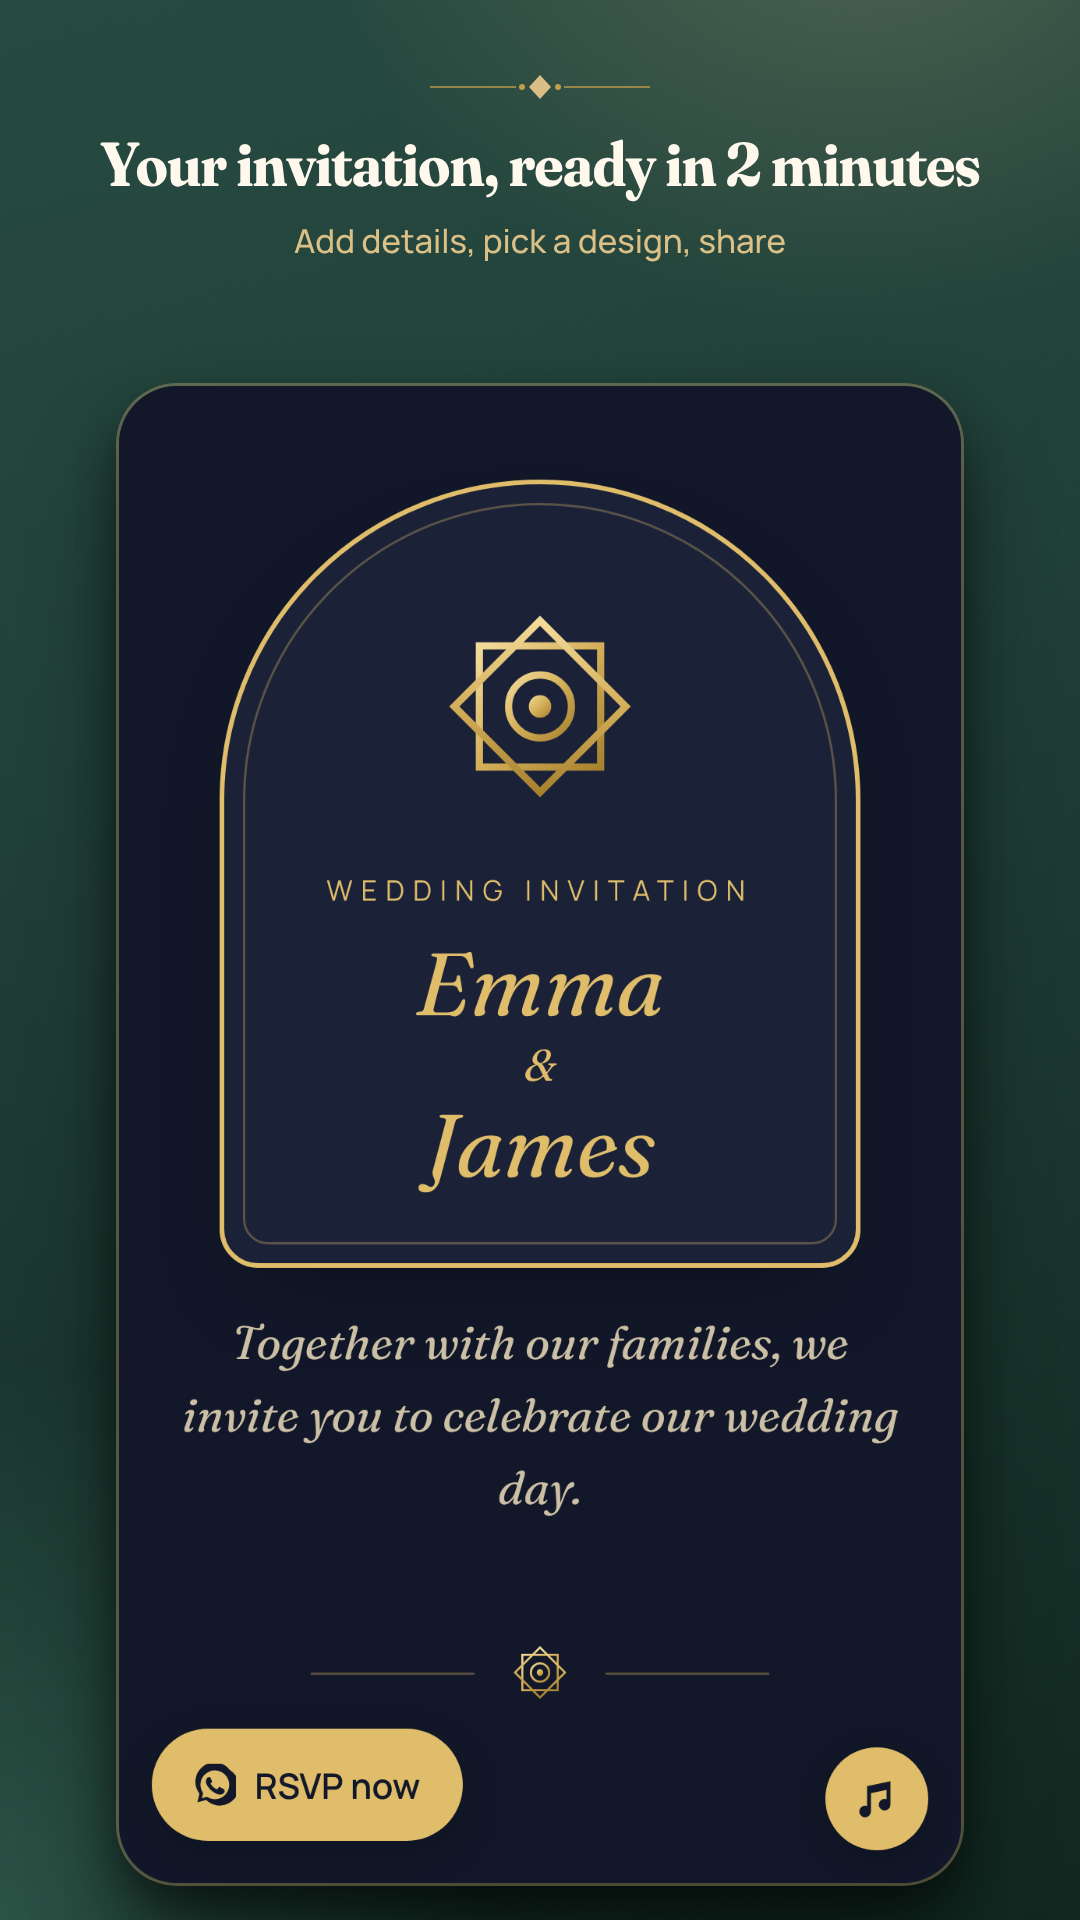 Your invitation, ready in 2 minutes
Add details, pick a design, share
WEDDING INVITATION
Emma
&
James
Together with our families, we
invite you to celebrate our wedding
day.
RSVP now